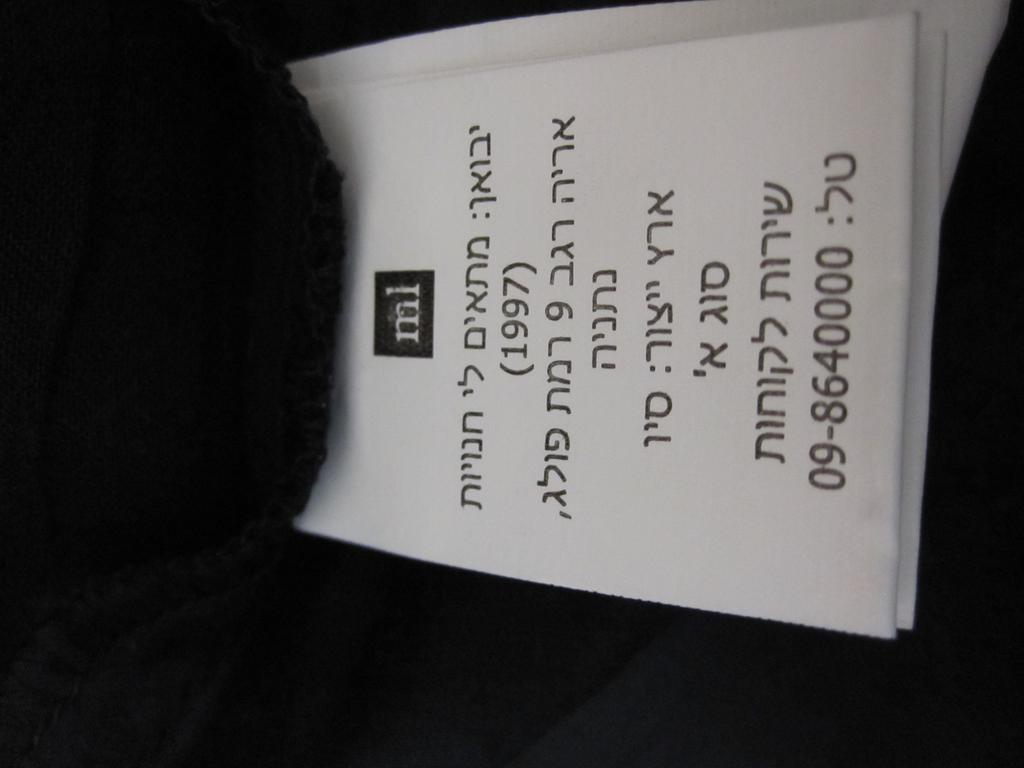 ml
יבואן: מתאים לי חנויות
(1997)
אריה רגב 9 רמת פולג,
נתניה
ארץ ייצור: סין
סוג א'
שירות לקוחות
טל: 09-8640000